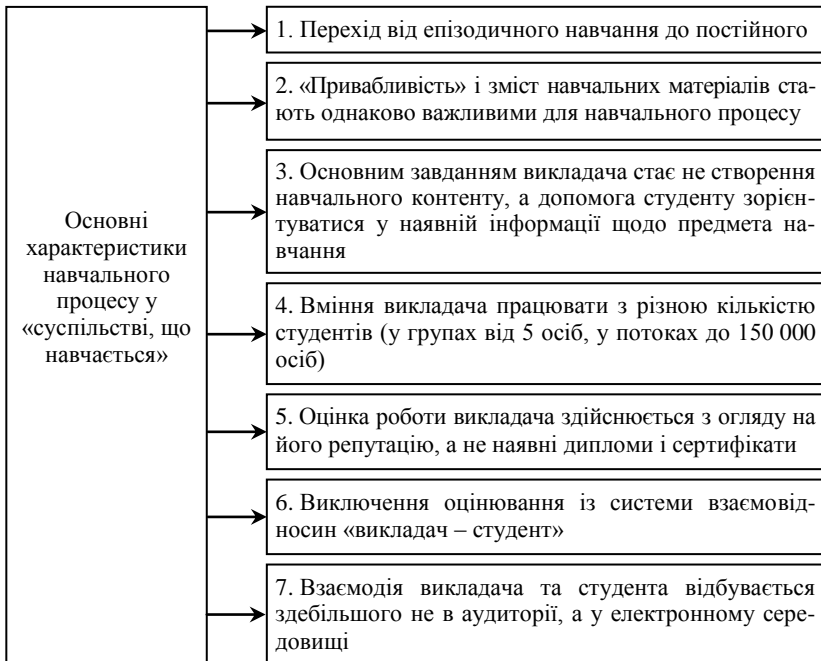 Основні
характеристики
навчального
процесу у
«суспільстві, що
навчається»
1. Перехід від епізодичного навчання до постійного
2. «Привабливість» і зміст навчальних матеріалів ста-
ють однаково важливими для навчального процесу
3. Основним завданням викладача стає не створення
навчального контенту, а допомога студенту зорієн-
туватися у наявній інформації щодо предмета на-
вчання
4. Вміння викладача працювати з різною кількістю
студентів (у групах від 5 осіб, у потоках до 150 000
осіб)
5. Оцінка роботи викладача здійснюється з огляду на
його репутацію, а не наявні дипломи і сертифікати
6. Виключення оцінювання із системи взаємовід-
носин «викладач – студент»
7. Взаємодія викладача та студента відбувається
здебільшого не в аудиторії, а у електронному сере-
довищі